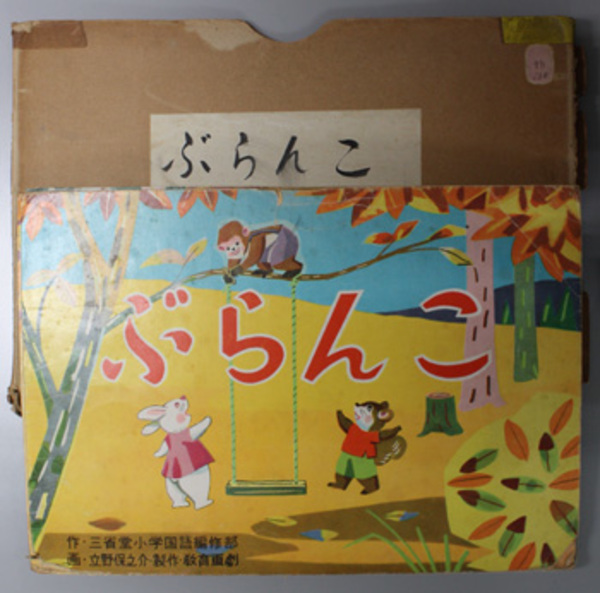 ぶらんこ
ぶらんこ
作・三省堂小学国語編修部
画・立野保之介・製作・教育画劇